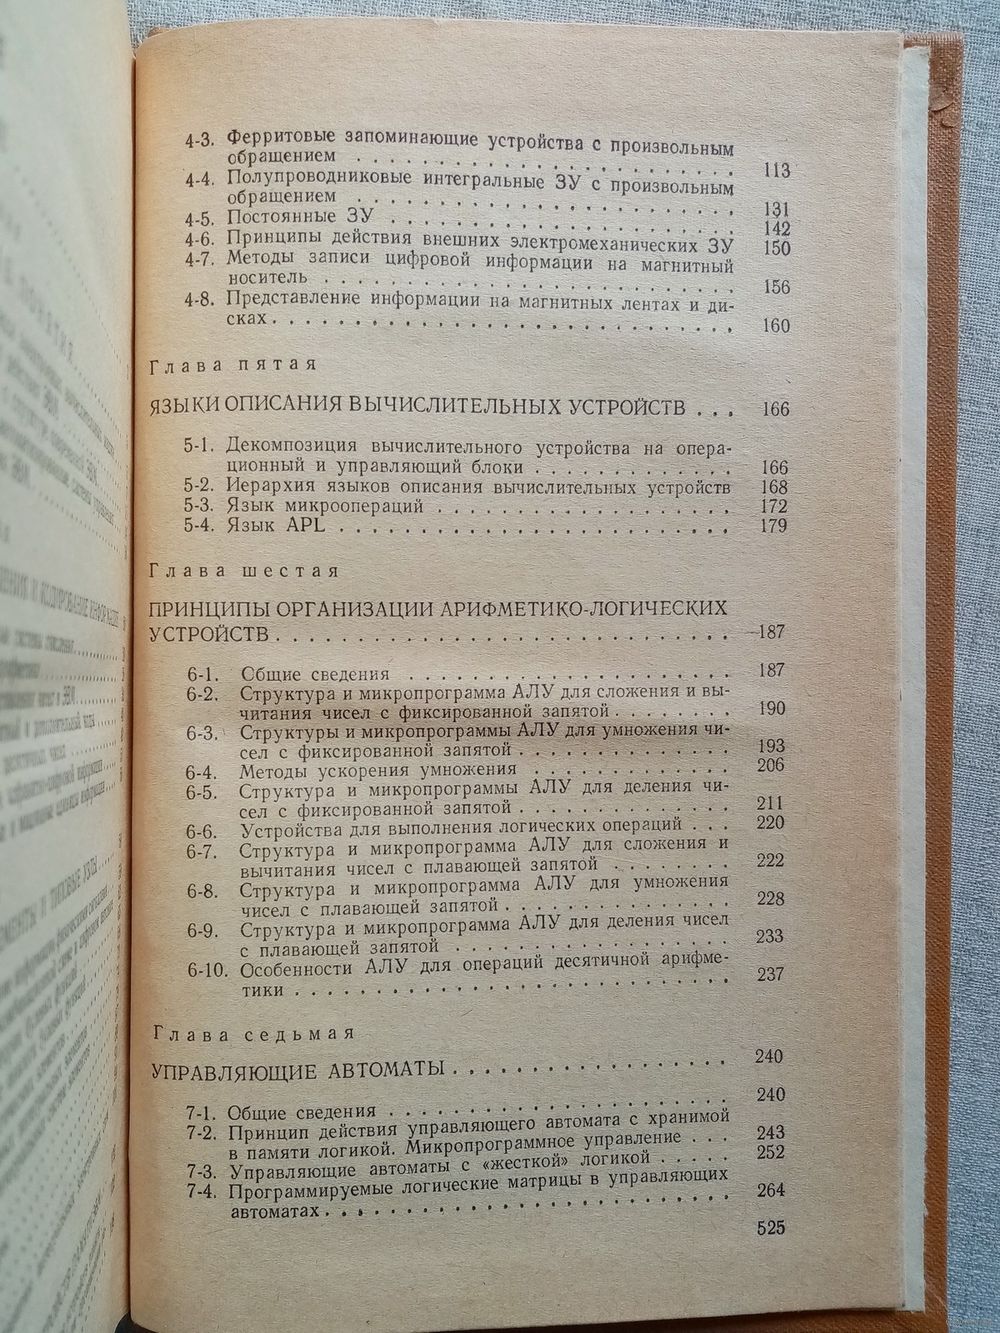 4-3. Ферритовые запоминающие устройства с произвольным
обращением . . . . . . . . . . . . . . . . . . . 113
4-4. Полупроводниковые интегральные ЗУ с произвольным
обращением . . . . . . . . . . . . . . . . . . . 131
4-5. Постоянные ЗУ . . . . . . . . . . . . . . . . . 142
4-6. Принципы действия внешних электромеханических ЗУ 150
4-7. Методы записи цифровой информации на магнитный
носитель . . . . . . . . . . . . . . . . . . . . 156
4-8. Представление информации на магнитных лентах и ди-
сках . . . . . . . . . . . . . . . . . . . . . . 160
Глава пятая
ЯЗЫКИ ОПИСАНИЯ ВЫЧИСЛИТЕЛЬНЫХ УСТРОЙСТВ . . . 166
5-1. Декомпозиция вычислительного устройства на опера-
ционный и управляющий блоки . . . . . . . . . . 166
5-2. Иерархия языков описания вычислительных устройств 168
5-3. Язык микроопераций . . . . . . . . . . . . . . 172
5-4. Язык APL . . . . . . . . . . . . . . . . . . . 179
Глава шестая
ПРИНЦИПЫ ОРГАНИЗАЦИИ АРИФМЕТИКО-ЛОГИЧЕСКИХ
УСТРОЙСТВ . . . . . . . . . . . . . . . . . . . . . 187
6-1. Общие сведения . . . . . . . . . . . . . . . . 187
6-2. Структура и микропрограмма АЛУ для сложения и вы-
читания чисел с фиксированной запятой . . . . . . 190
6-3. Структуры и микропрограммы АЛУ для умножения чи-
сел с фиксированной запятой . . . . . . . . . . . 193
6-4. Методы ускорения умножения . . . . . . . . . . 206
6-5. Структура и микропрограммы АЛУ для деления чи-
сел с фиксированной запятой . . . . . . . . . . . 211
6-6. Устройства для выполнения логических операций . . . 220
6-7. Структура и микропрограмма АЛУ для сложения и
вычитания чисел с плавающей запятой . . . . . . . 222
6-8. Структура и микропрограмма АЛУ для умножения
чисел с плавающей запятой . . . . . . . . . . . . 228
6-9. Структура и микропрограмма АЛУ для деления чисел
с плавающей запятой . . . . . . . . . . . . . . . 233
6-10. Особенности АЛУ для операций десятичной арифме-
тики . . . . . . . . . . . . . . . . . . . . . . 237
Глава седьмая
УПРАВЛЯЮЩИЕ АВТОМАТЫ . . . . . . . . . . . . . . . 240
7-1. Общие сведения . . . . . . . . . . . . . . . . 240
7-2. Принцип действия управляющего автомата с хранимой
в памяти логикой. Микропрограммное управление . . . 243
7-3. Управляющие автоматы с «жесткой» логикой . . . . . 252
7-4. Программируемые логические матрицы в управляющих
автоматах . . . . . . . . . . . . . . . . . . . . 264
525